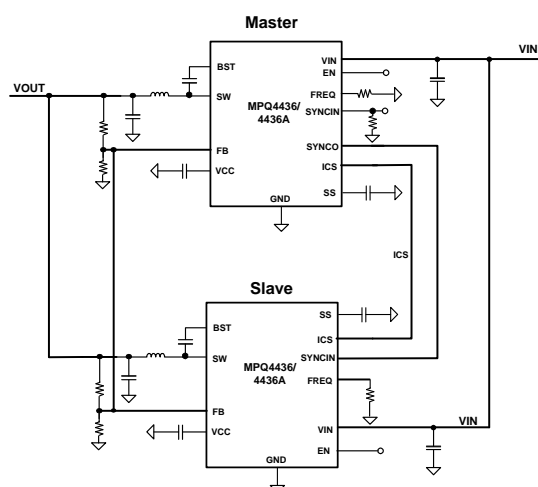 Master
VIN
VOUT
BST
SW
MPQ4436/
4436A
FB
VCC
GND
VIN
EN
FREQ
SYNCIN
SYNCO
ICS
SS
ICS
Slave
BST
SW
MPQ4436/
4436A
FB
VCC
GND
SS
ICS
SYNCIN
FREQ
VIN
EN
VIN